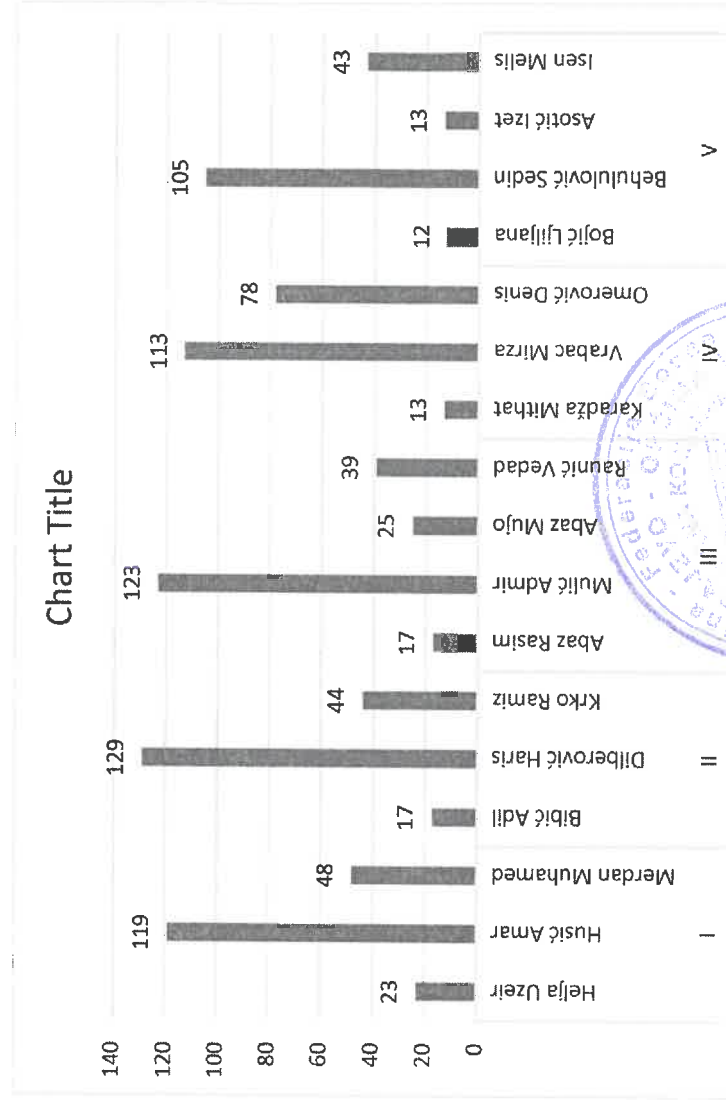 Chart Title
140
120
100
80
60
40
20
0
23
119
48
17
129
44
17
123
25
39
13
113
78
12
105
13
43
Helja Uzeir
Husić Amar
Merdan Muhamed
Bibić Adil
Dilberović Haris
Krko Ramiz
Abaz Rasim
Mulić Admir
Abaz Mujo
Raunić Vedad
Karadža Mithat
Vrabac Mirza
Omerović Denis
Bojić Ljiljana
Behululović Sedin
Asotić Izet
Isen Melis
I
II
III
IV
V
Federacija